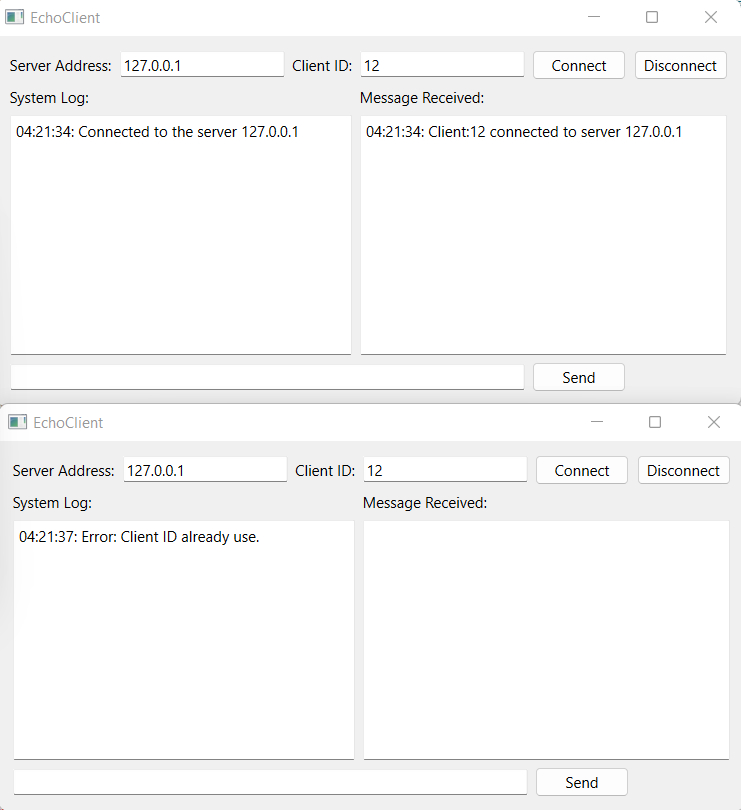 EchoClient
Server Address: 127.0.0.1 Client ID: 12 Connect Disconnect
System Log: Message Received:
04:21:34: Connected to the server 127.0.0.1 04:21:34: Client:12 connected to server 127.0.0.1
Send
EchoClient
Server Address: 127.0.0.1 Client ID: 12 Connect Disconnect
System Log: Message Received:
04:21:37: Error: Client ID already use.
Send